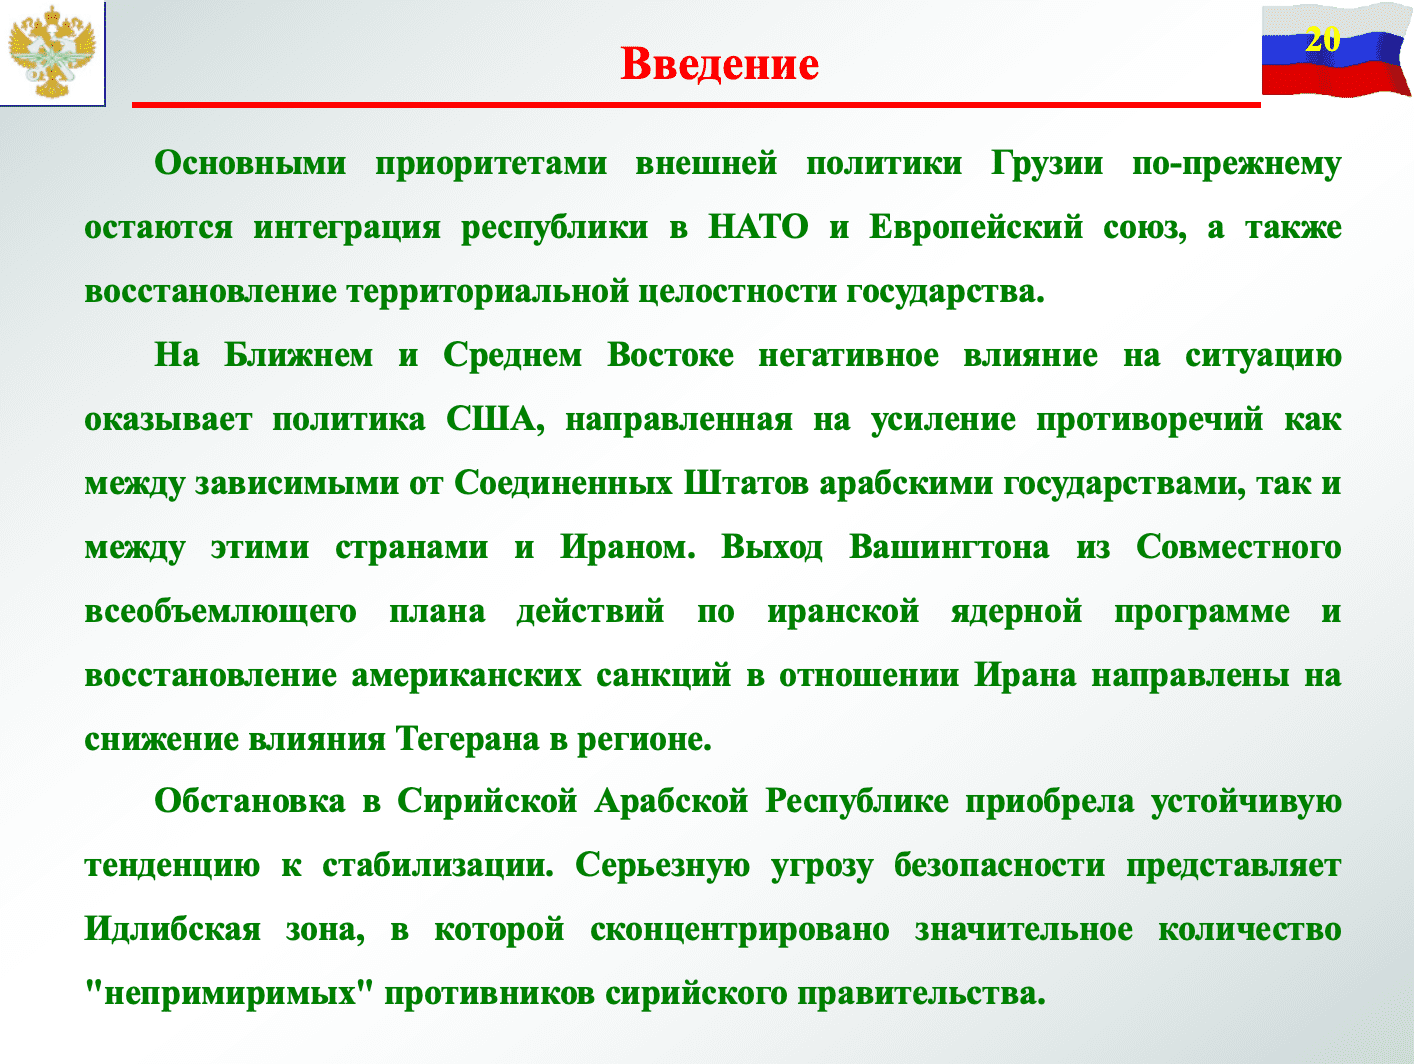 20
Введение
Основными приоритетами внешней политики Грузии по-прежнему
остаются интеграция республики в НАТО и Европейский союз, а также
восстановление территориальной целостности государства.
На Ближнем и Среднем Востоке негативное влияние на ситуацию
оказывает политика США, направленная на усиление противоречий как
между зависимыми от Соединенных Штатов арабскими государствами, так и
между этими странами и Ираном. Выход Вашингтона из Совместного
всеобъемлющего плана действий по иранской ядерной программе и
восстановление американских санкций в отношении Ирана направлены на
снижение влияния Тегерана в регионе.
Обстановка в Сирийской Арабской Республике приобрела устойчивую
тенденцию к стабилизации. Серьезную угрозу безопасности представляет
Идлибская зона, в которой сконцентрировано значительное количество
"непримиримых" противников сирийского правительства.